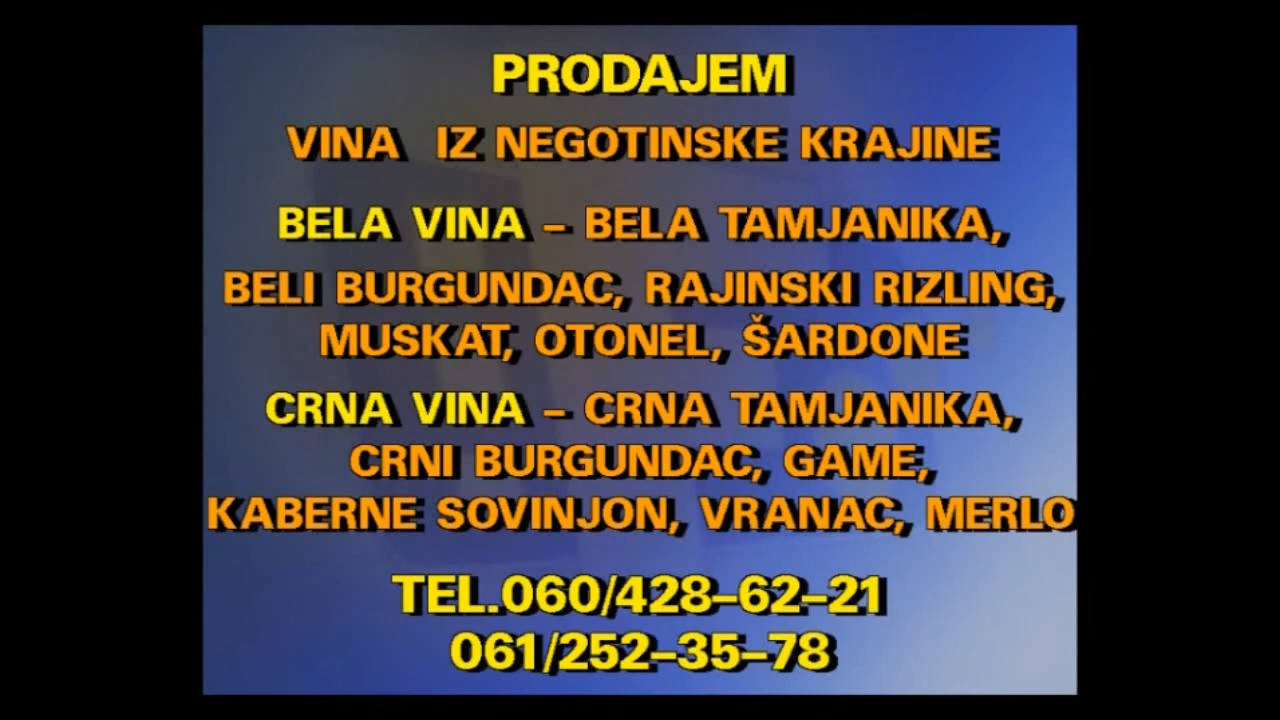 PRODAJEM
VINA IZ NEGOTINSKE KRAJINE
BELA VINA – BELA TAMJANIKA,
BELI BURGUNDAC, RAJINSKI RIZLING,
MUSKAT, OTONEL, ŠARDONE
CRNA VINA – CRNA TAMJANIKA,
CRNI BURGUNDAC, GAME,
KABERNE SOVINJON, VRANAC, MERLO
TEL.060/428–62–21
061/252–35–78